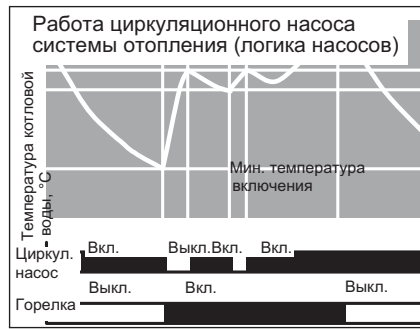 Работа циркуляционного насоса
системы отопления (логика насосов)
Температура котловой
воды, °C
Мин. температура
включения
Циркул.
насос
Вкл. Выкл. Вкл. Вкл.
Выкл. Вкл. Выкл.
Горелка